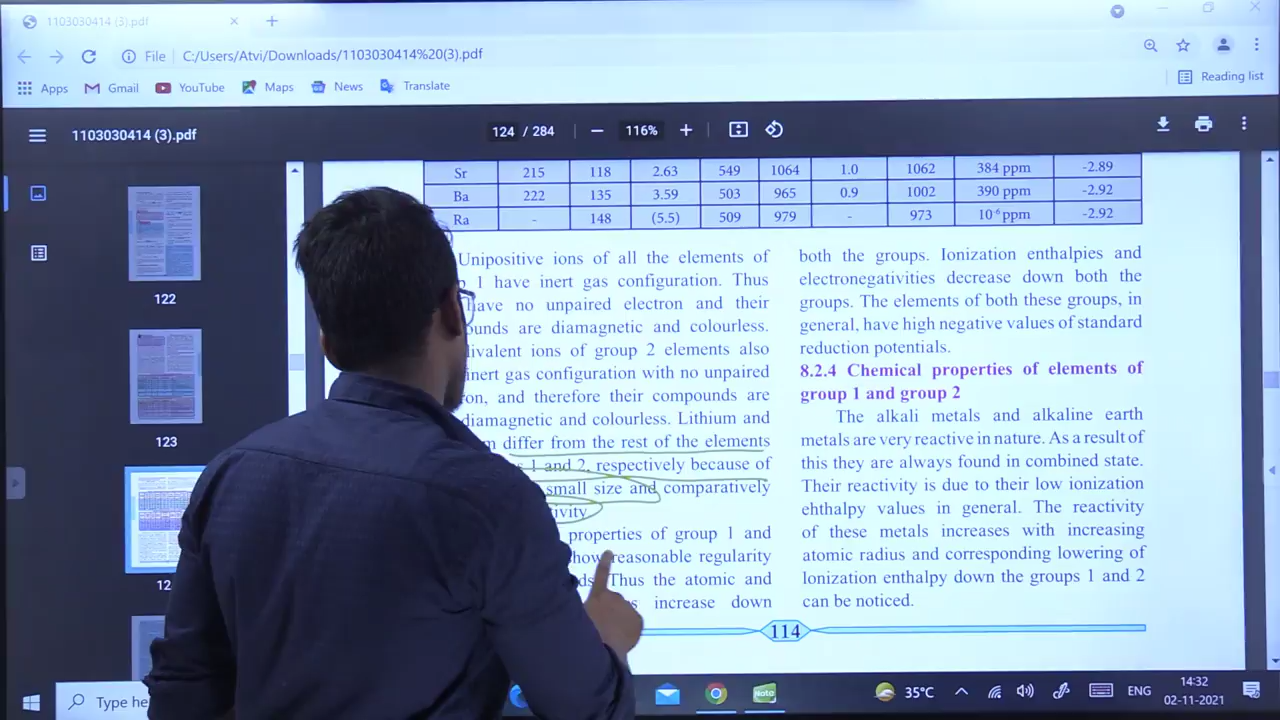 1103030414 (3).pdf
File C:/Users/Atvi/Downloads/1103030414%20(3).pdf
Apps Gmail YouTube Maps News Translate Reading list
1103030414 (3).pdf 124 / 284 116%
122
123
12
Sr 215 118 2.63 549 1064 1.0 1062 384 ppm -2.89
Ba 222 135 3.59 503 965 0.9 1002 390 ppm -2.92
Ra - 148 (5.5) 509 979 - 973 10⁻⁶ ppm -2.92
Unipositive ions of all the elements of
p 1 have inert gas configuration. Thus
have no unpaired electron and their
ounds are diamagnetic and colourless.
ivalent ions of group 2 elements also
inert gas configuration with no unpaired
on, and therefore their compounds are
diamagnetic and colourless. Lithium and
m differ from the rest of the elements
s 1 and 2, respectively because of
small size and comparatively
ivity
properties of group 1 and
how reasonable regularity
ds. Thus the atomic and
s increase down
both the groups. Ionization enthalpies and
electronegativities decrease down both the
groups. The elements of both these groups, in
general, have high negative values of standard
reduction potentials.
8.2.4 Chemical properties of elements of
group 1 and group 2
The alkali metals and alkaline earth
metals are very reactive in nature. As a result of
this they are always found in combined state.
Their reactivity is due to their low ionization
ehthalpy values in general. The reactivity
of these metals increases with increasing
atomic radius and corresponding lowering of
Ionization enthalpy down the groups 1 and 2
can be noticed.
114
Type he
Note
35°C ENG 14:32
02-11-2021